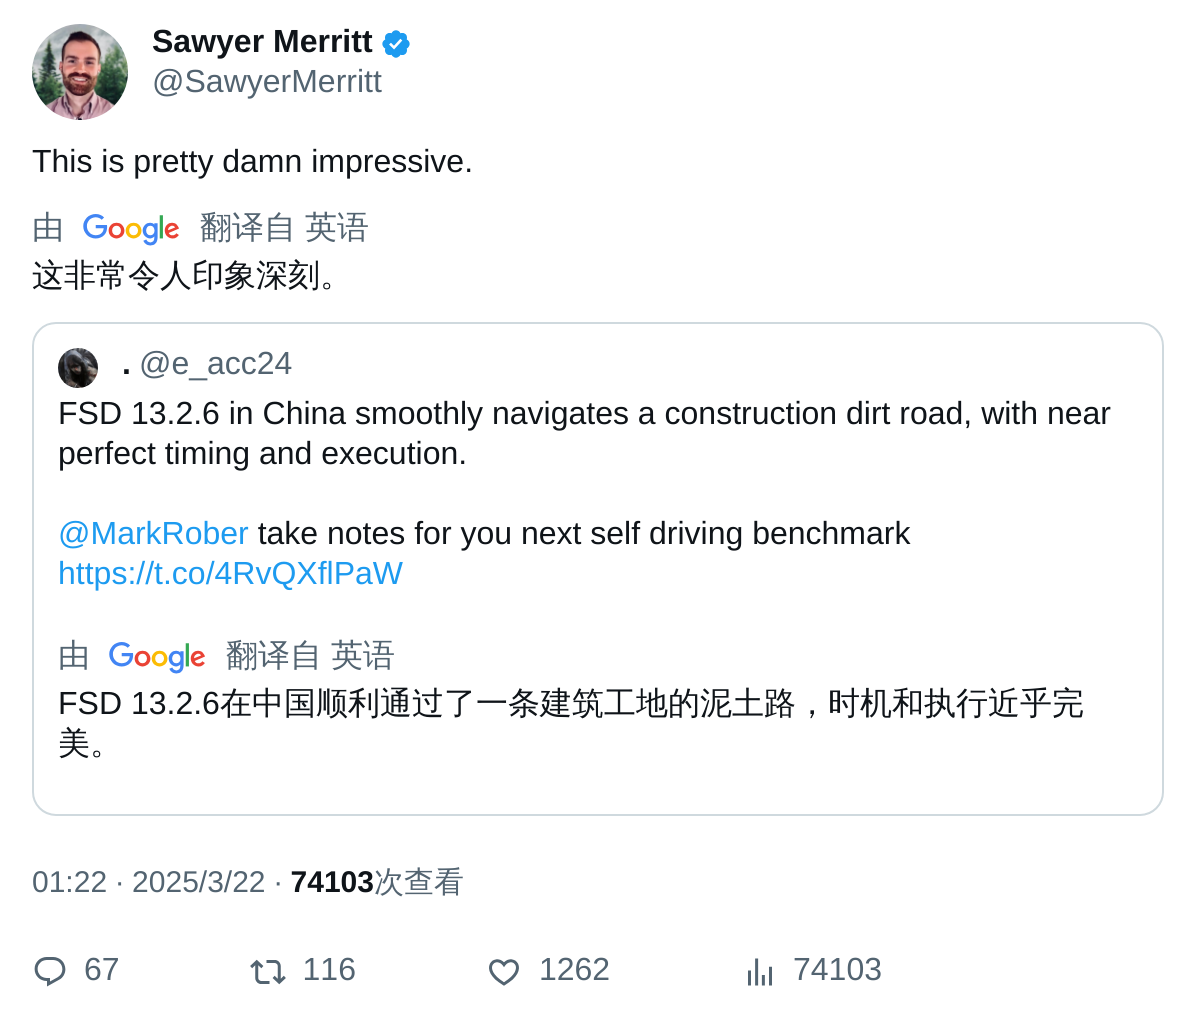 Sawyer Merritt
@SawyerMerritt
This is pretty damn impressive.
由 Google 翻译自 英语
这非常令人印象深刻。
. @e_acc24
FSD 13.2.6 in China smoothly navigates a construction dirt road, with near
perfect timing and execution.
@MarkRober take notes for you next self driving benchmark
https://t.co/4RvQXflPaW
由 Google 翻译自 英语
FSD 13.2.6在中国顺利通过了一条建筑工地的泥土路，时机和执行近乎完
美。
01:22 · 2025/3/22 · 74103次查看
67 116 1262 74103